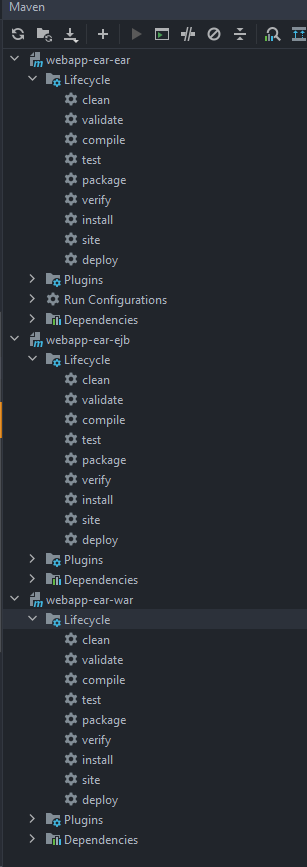 Maven
webapp-ear-ear
Lifecycle
clean
validate
compile
test
package
verify
install
site
deploy
Plugins
Run Configurations
Dependencies
webapp-ear-ejb
Lifecycle
clean
validate
compile
test
package
verify
install
site
deploy
Plugins
Dependencies
webapp-ear-war
Lifecycle
clean
validate
compile
test
package
verify
install
site
deploy
Plugins
Dependencies